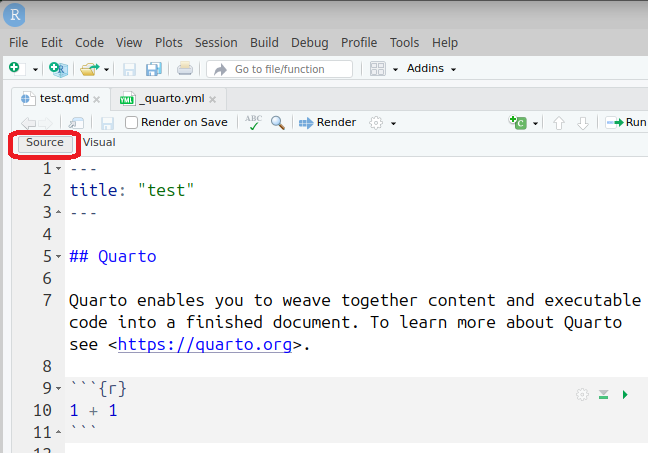 R
File Edit Code View Plots Session Build Debug Profile Tools Help
R Go to file/function Addins
test.qmd YML _quarto.yml
Render on Save ABC Render C Run
Source Visual
1 ---
2 title: "test"
3 ---
4
5 ## Quarto
6
7 Quarto enables you to weave together content and executable
code into a finished document. To learn more about Quarto
see <https://quarto.org>.
8
9 ```{r}
10 1 + 1
11 ```